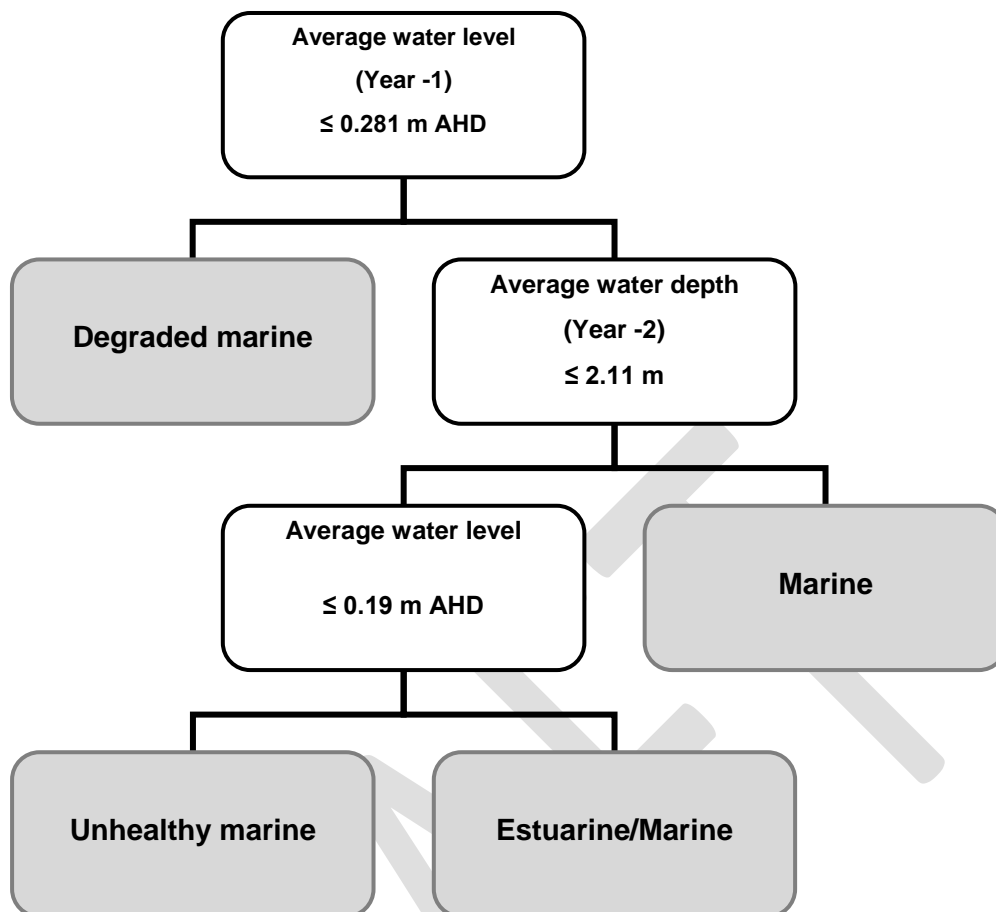 Average water level
(Year -1)
≤ 0.281 m AHD
Degraded marine
Average water depth
(Year -2)
≤ 2.11 m
Average water level
≤ 0.19 m AHD
Marine
Unhealthy marine
Estuarine/Marine